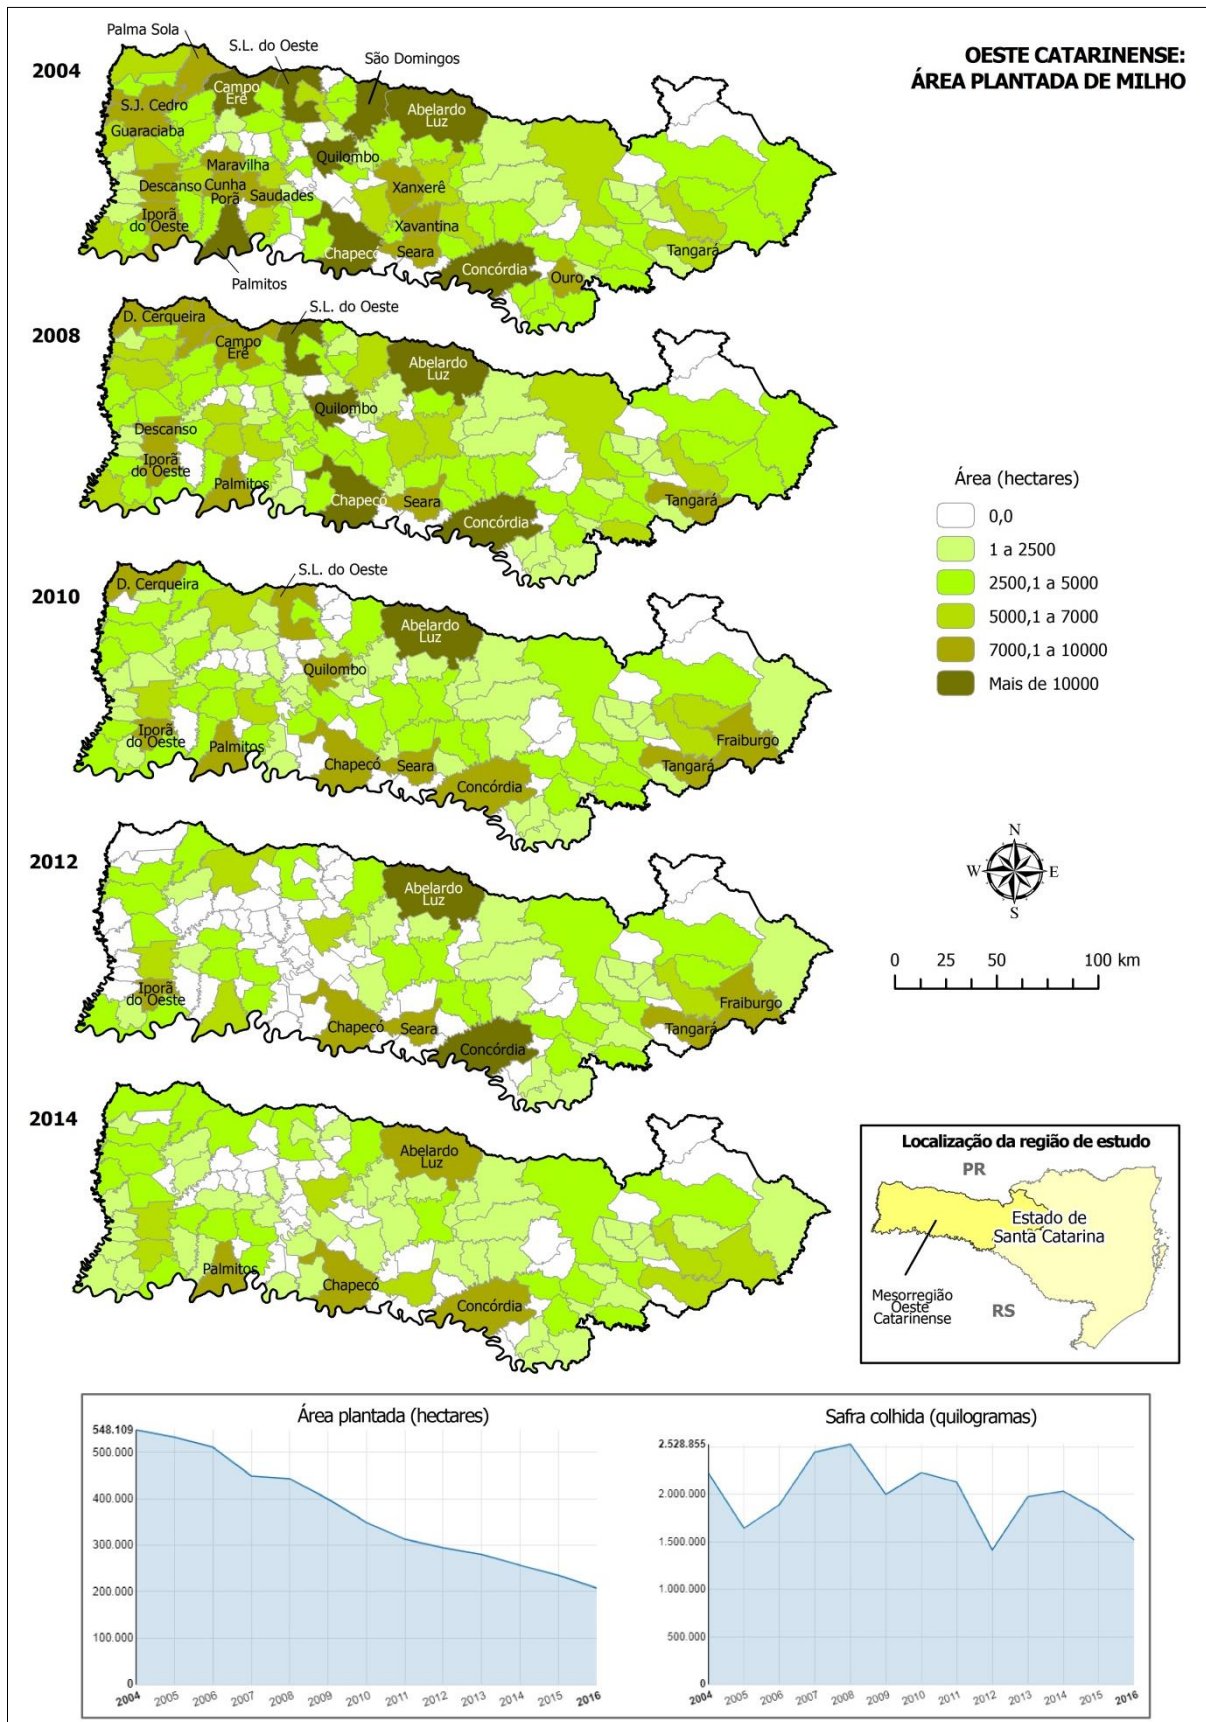 OESTE CATARINENSE:
ÁREA PLANTADA DE MILHO
2004
Palma Sola
S.L. do Oeste
São Domingos
Campo
Erê
Abelardo
Luz
S.J. Cedro
Guaraciaba
Quilombo
Maravilha
Descanso
Cunha
Porã
Saudades
Xanxerê
Iporã
do Oeste
Xavantina
Chapecó
Seara
Tangará
Concórdia
Ouro
Palmitos
2008
D. Cerqueira
S.L. do Oeste
Campo
Erê
Abelardo
Luz
Quilombo
Descanso
Iporã
do Oeste
Palmitos
Chapecó
Seara
Tangará
Concórdia
Área (hectares)
0,0
1 a 2500
2500,1 a 5000
5000,1 a 7000
7000,1 a 10000
Mais de 10000
2010
D. Cerqueira
S.L. do Oeste
Abelardo
Luz
Quilombo
Iporã
do Oeste
Palmitos
Chapecó
Seara
Fraiburgo
Tangará
Concórdia
2012
Abelardo
Luz
Iporã
do Oeste
Chapecó
Seara
Fraiburgo
Tangará
Concórdia
N
W
E
S
0 25 50 100 km
2014
Abelardo
Luz
Palmitos
Chapecó
Concórdia
Localização da região de estudo
PR
Estado de
Santa Catarina
Mesorregião
Oeste
Catarinense
RS
Área plantada (hectares)
548.109
500.000
400.000
300.000
200.000
100.000
0
2004 2005 2006 2007 2008 2009 2010 2011 2012 2013 2014 2015 2016
Safra colhida (quilogramas)
2.528.855
2.000.000
1.500.000
1.000.000
500.000
0
2004 2005 2006 2007 2008 2009 2010 2011 2012 2013 2014 2015 2016